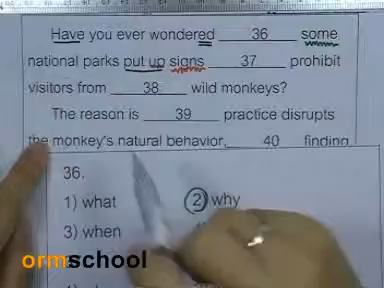 Have you ever wondered 36 some
national parks put up signs 37 prohibit
visitors from 38 wild monkeys?
The reason is 39 practice disrupts
the monkey's natural behavior, 40 finding
36.
1) what 2) why
3) when
ormschool